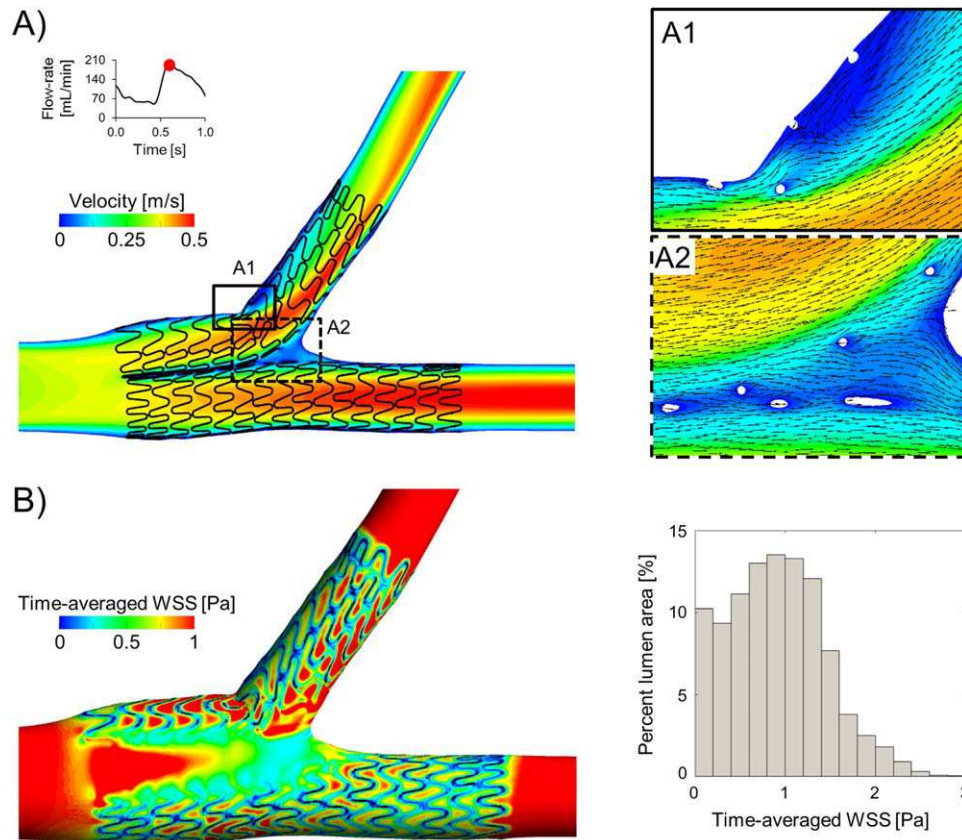 A)
Flow-rate
[mL/min]
210
140
70
0
0.0 0.5 1.0
Time [s]
Velocity [m/s]
0 0.25 0.5
A1
A2
A1
A2
B)
Time-averaged WSS [Pa]
0 0.5 1
Percent lumen area [%]
15
10
5
0
0 1 2 3
Time-averaged WSS [Pa]